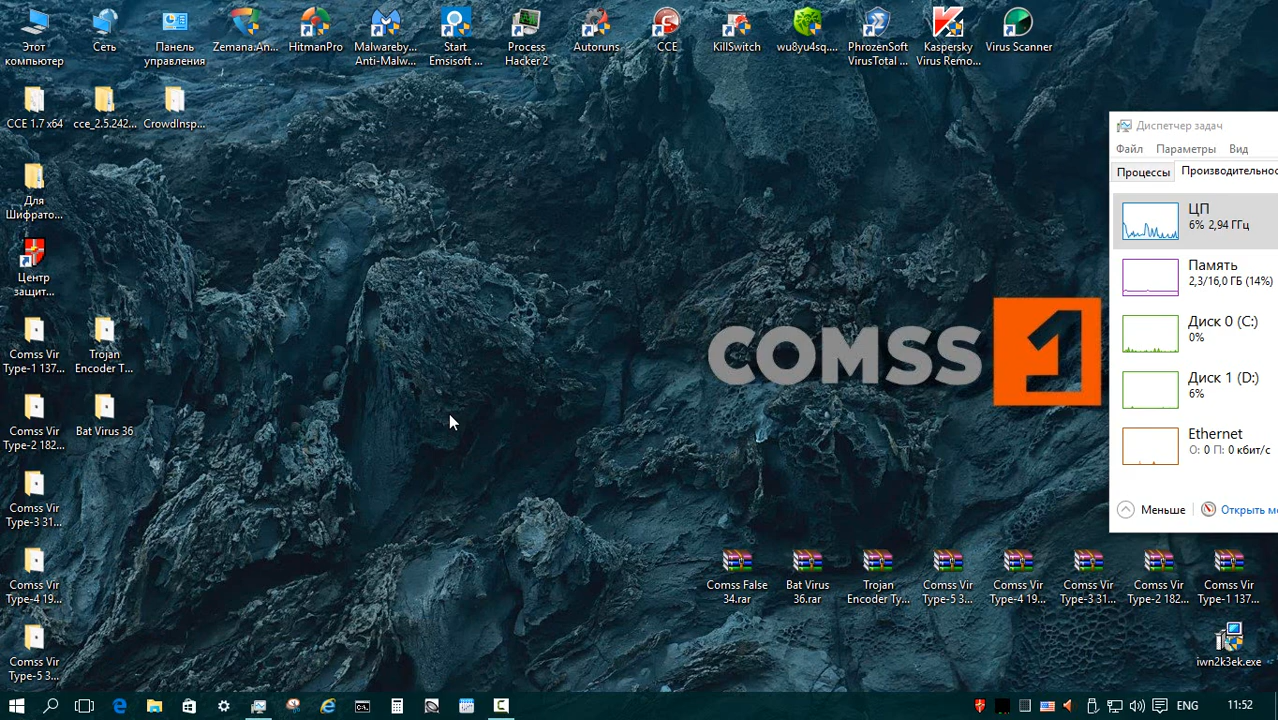 Этот
компьютер
Сеть
Панель
управления
Zemana.An...
HitmanPro
Malwareby...
Anti-Malw...
Start
Emsisoft ...
Process
Hacker 2
Autoruns
CCE
KillSwitch
wu8yu4sq....
PhrozenSoft
VirusTotal ...
Kaspersky
Virus Remo...
Virus Scanner
CCE 1.7 x64
cce_2.5.242...
CrowdInsp...
Для
Шифрато...
Центр
защит...
Comss Vir
Type-1 137...
Trojan
Encoder T...
Comss Vir
Type-2 182...
Bat Virus 36
Comss Vir
Type-3 31...
Comss Vir
Type-4 19...
Comss Vir
Type-5 3...
COMSS 1
Диспетчер задач
Файл Параметры Вид
Процессы Производительнос
ЦП
6% 2,94 ГГц
Память
2,3/16,0 ГБ (14%)
Диск 0 (C:)
0%
Диск 1 (D:)
6%
Ethernet
О: 0 П: 0 кбит/с
Меньше Открыть мо
Comss False
34.rar
Bat Virus
36.rar
Trojan
Encoder Ty...
Comss Vir
Type-5 3...
Comss Vir
Type-4 19...
Comss Vir
Type-3 31...
Comss Vir
Type-2 182...
Comss Vir
Type-1 137...
iwn2k3ek.exe
ENG 11:52